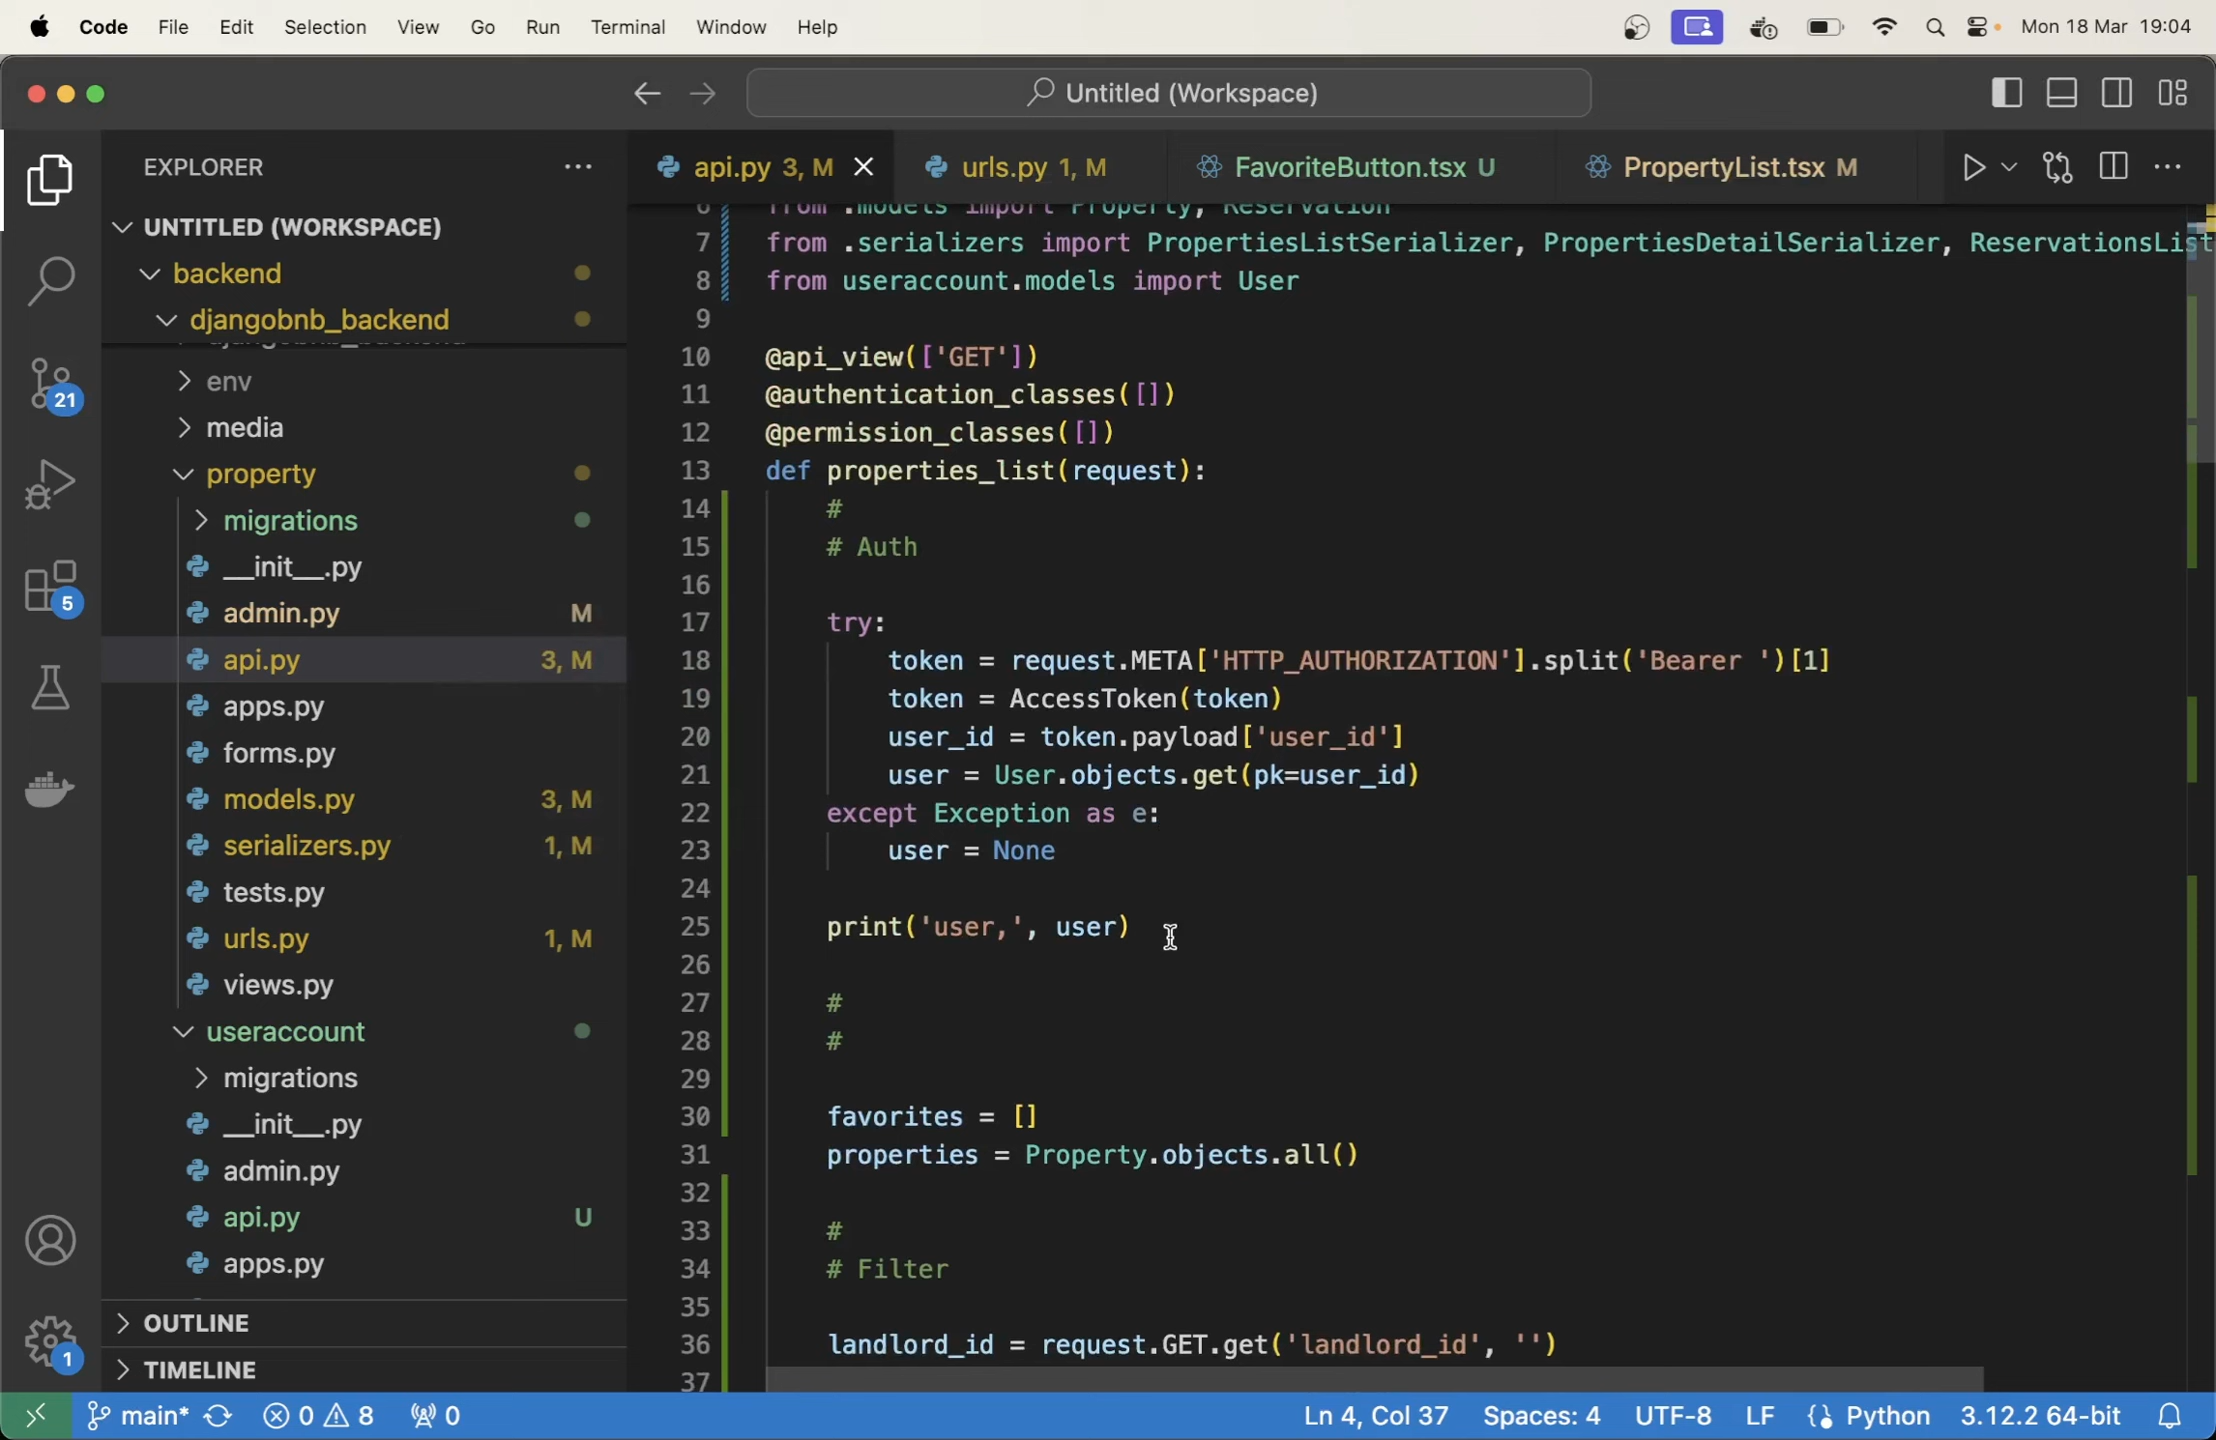 Code File Edit Selection View Go Run Terminal Window Help Mon 18 Mar 19:04
Untitled (Workspace)
EXPLORER
api.py 3, M
urls.py 1, M
FavoriteButton.tsx U
PropertyList.tsx M
UNTITLED (WORKSPACE)
backend
djangobnb_backend
djangobnb_backend
env
media
property
migrations
__init__.py
admin.py M
api.py 3, M
apps.py
forms.py
models.py 3, M
serializers.py 1, M
tests.py
urls.py 1, M
views.py
useraccount
migrations
__init__.py
admin.py
api.py U
apps.py
OUTLINE
TIMELINE
21
5
1
6 from .models import Property, Reservation
7 from .serializers import PropertiesListSerializer, PropertiesDetailSerializer, ReservationsList
8 from useraccount.models import User
9
10 @api_view(['GET'])
11 @authentication_classes([])
12 @permission_classes([])
13 def properties_list(request):
14 #
15 # Auth
16
17 try:
18 token = request.META['HTTP_AUTHORIZATION'].split('Bearer ')[1]
19 token = AccessToken(token)
20 user_id = token.payload['user_id']
21 user = User.objects.get(pk=user_id)
22 except Exception as e:
23 user = None
24
25 print('user,', user)
26
27 #
28 #
29
30 favorites = []
31 properties = Property.objects.all()
32
33 #
34 # Filter
35
36 landlord_id = request.GET.get('landlord_id', '')
37
main* 0 8 0 Ln 4, Col 37 Spaces: 4 UTF-8 LF Python 3.12.2 64-bit